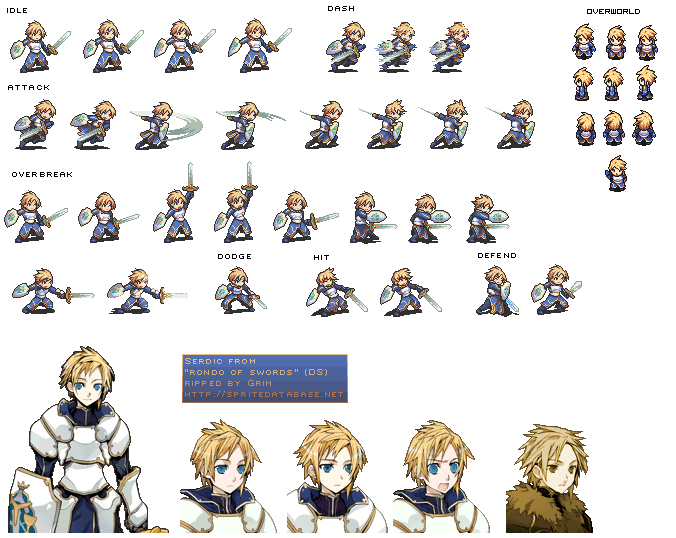 IDLE
DASH
OVERWORLD
ATTACK
OVERBREAK
DODGE
HIT
DEFEND
Serdic from
"rondo of swords" (DS)
ripped by Grim
http://spritedatabase.net